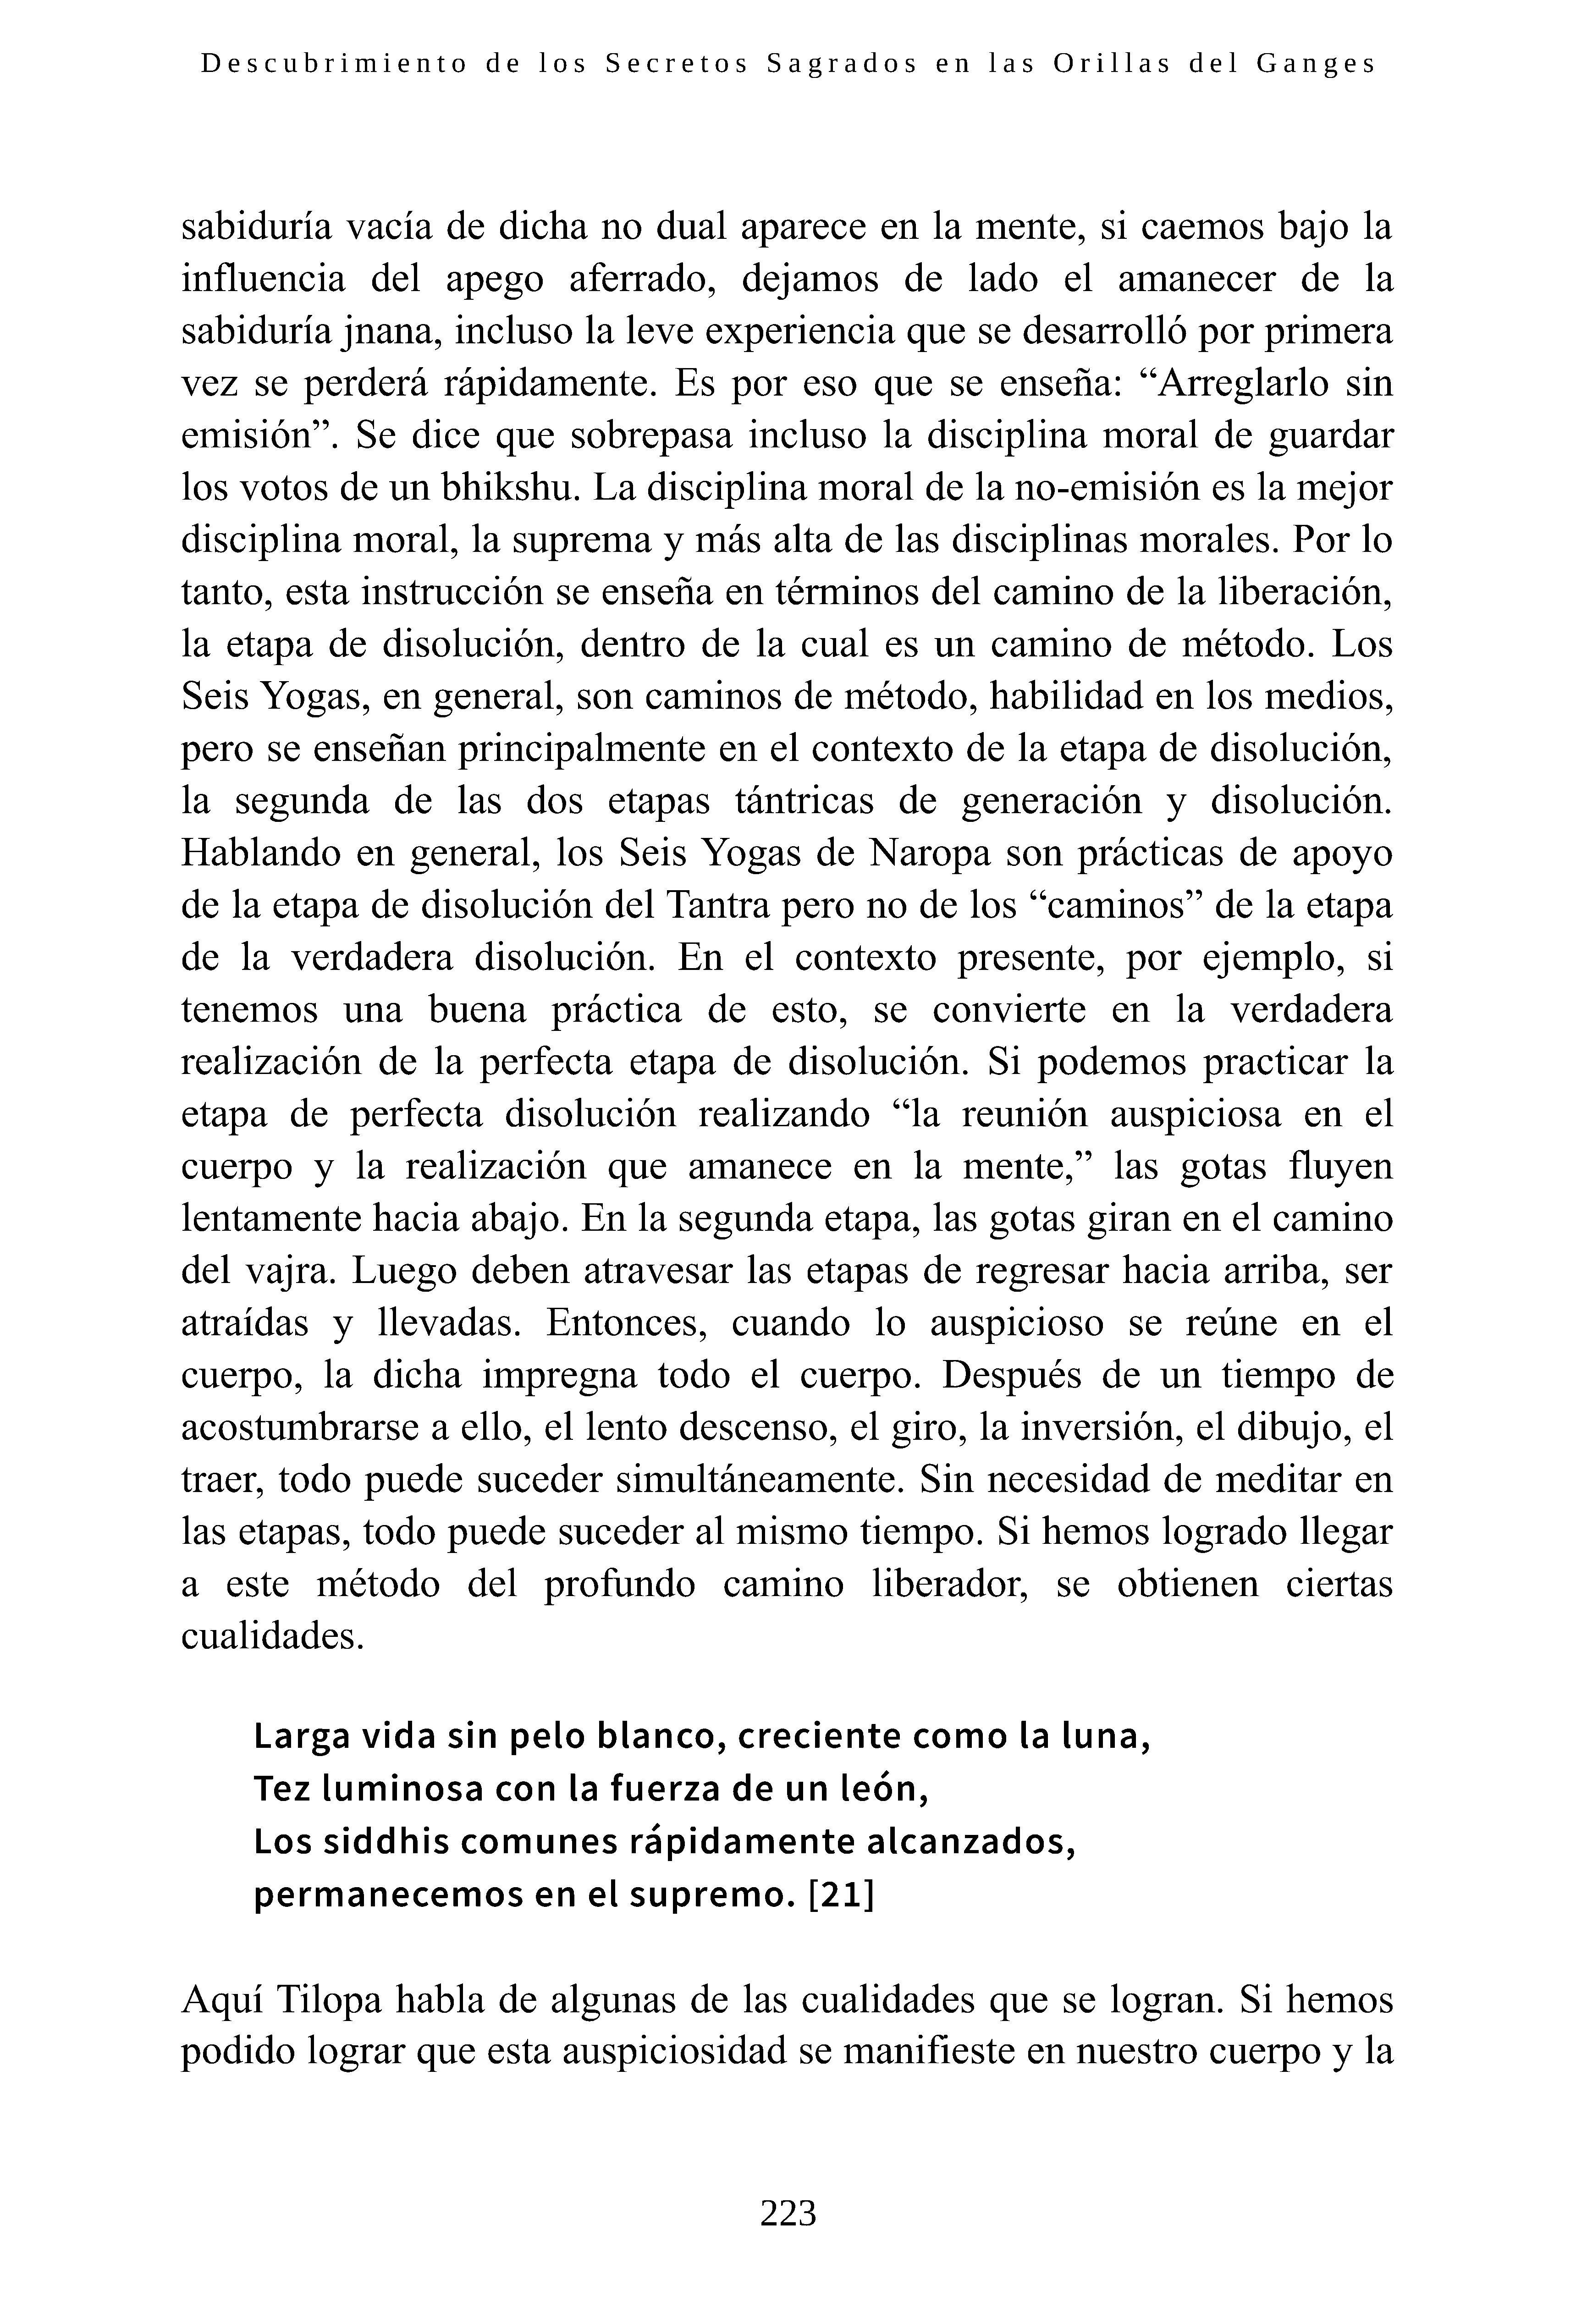 Descubrimiento de los Secretos Sagrados en las Orillas del Ganges
sabiduría vacía de dicha no dual aparece en la mente, si caemos bajo la
influencia del apego aferrado, dejamos de lado el amanecer de la
sabiduría jnana, incluso la leve experiencia que se desarrolló por primera
vez se perderá rápidamente. Es por eso que se enseña: “Arreglarlo sin
emisión”. Se dice que sobrepasa incluso la disciplina moral de guardar
los votos de un bhikshu. La disciplina moral de la no-emisión es la mejor
disciplina moral, la suprema y más alta de las disciplinas morales. Por lo
tanto, esta instrucción se enseña en términos del camino de la liberación,
la etapa de disolución, dentro de la cual es un camino de método. Los
Seis Yogas, en general, son caminos de método, habilidad en los medios,
pero se enseñan principalmente en el contexto de la etapa de disolución,
la segunda de las dos etapas tántricas de generación y disolución.
Hablando en general, los Seis Yogas de Naropa son prácticas de apoyo
de la etapa de disolución del Tantra pero no de los “caminos” de la etapa
de la verdadera disolución. En el contexto presente, por ejemplo, si
tenemos una buena práctica de esto, se convierte en la verdadera
realización de la perfecta etapa de disolución. Si podemos practicar la
etapa de perfecta disolución realizando “la reunión auspiciosa en el
cuerpo y la realización que amanece en la mente,” las gotas fluyen
lentamente hacia abajo. En la segunda etapa, las gotas giran en el camino
del vajra. Luego deben atravesar las etapas de regresar hacia arriba, ser
atraídas y llevadas. Entonces, cuando lo auspicioso se reúne en el
cuerpo, la dicha impregna todo el cuerpo. Después de un tiempo de
acostumbrarse a ello, el lento descenso, el giro, la inversión, el dibujo, el
traer, todo puede suceder simultáneamente. Sin necesidad de meditar en
las etapas, todo puede suceder al mismo tiempo. Si hemos logrado llegar
a este método del profundo camino liberador, se obtienen ciertas
cualidades.
Larga vida sin pelo blanco, creciente como la luna,
Tez luminosa con la fuerza de un león,
Los siddhis comunes rápidamente alcanzados,
permanecemos en el supremo. [21]
Aquí Tilopa habla de algunas de las cualidades que se logran. Si hemos
podido lograr que esta auspiciosidad se manifieste en nuestro cuerpo y la
223